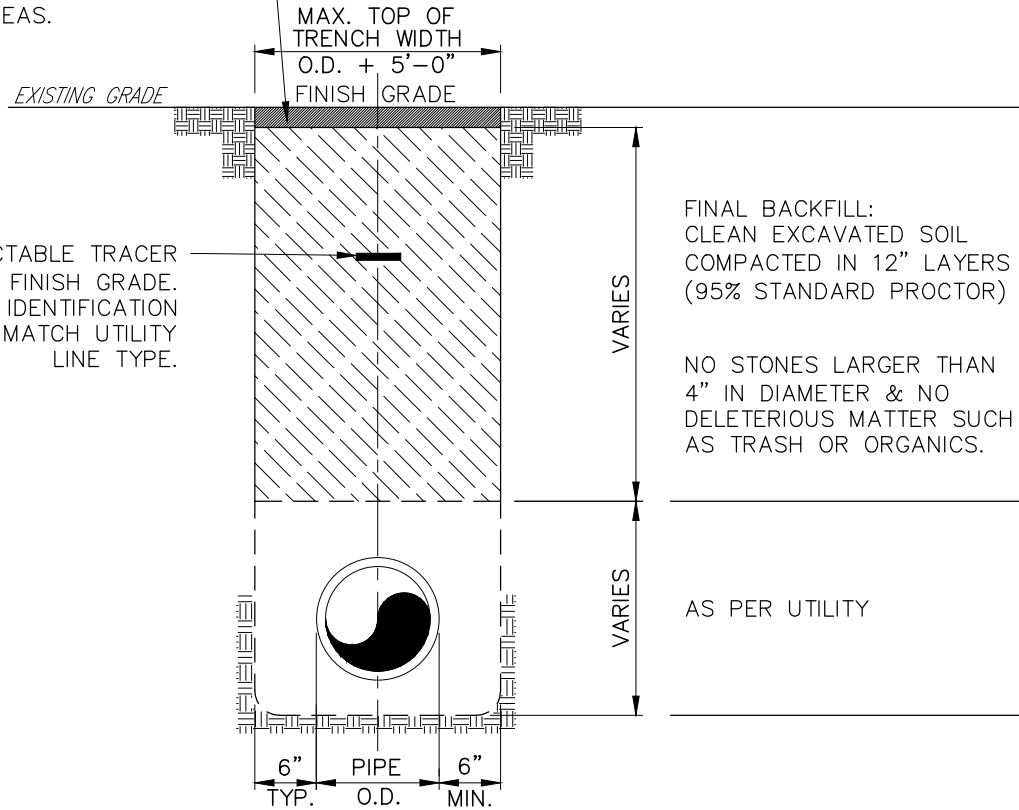 EAS.
MAX. TOP OF
TRENCH WIDTH
O.D. + 5'-0"
EXISTING GRADE
FINISH GRADE
CTABLE TRACER
FINISH GRADE.
IDENTIFICATION
MATCH UTILITY
LINE TYPE.
VARIES
FINAL BACKFILL:
CLEAN EXCAVATED SOIL
COMPACTED IN 12" LAYERS
(95% STANDARD PROCTOR)
NO STONES LARGER THAN
4" IN DIAMETER & NO
DELETERIOUS MATTER SUCH
AS TRASH OR ORGANICS.
VARIES
AS PER UTILITY
6"
TYP.
PIPE
O.D.
6"
MIN.